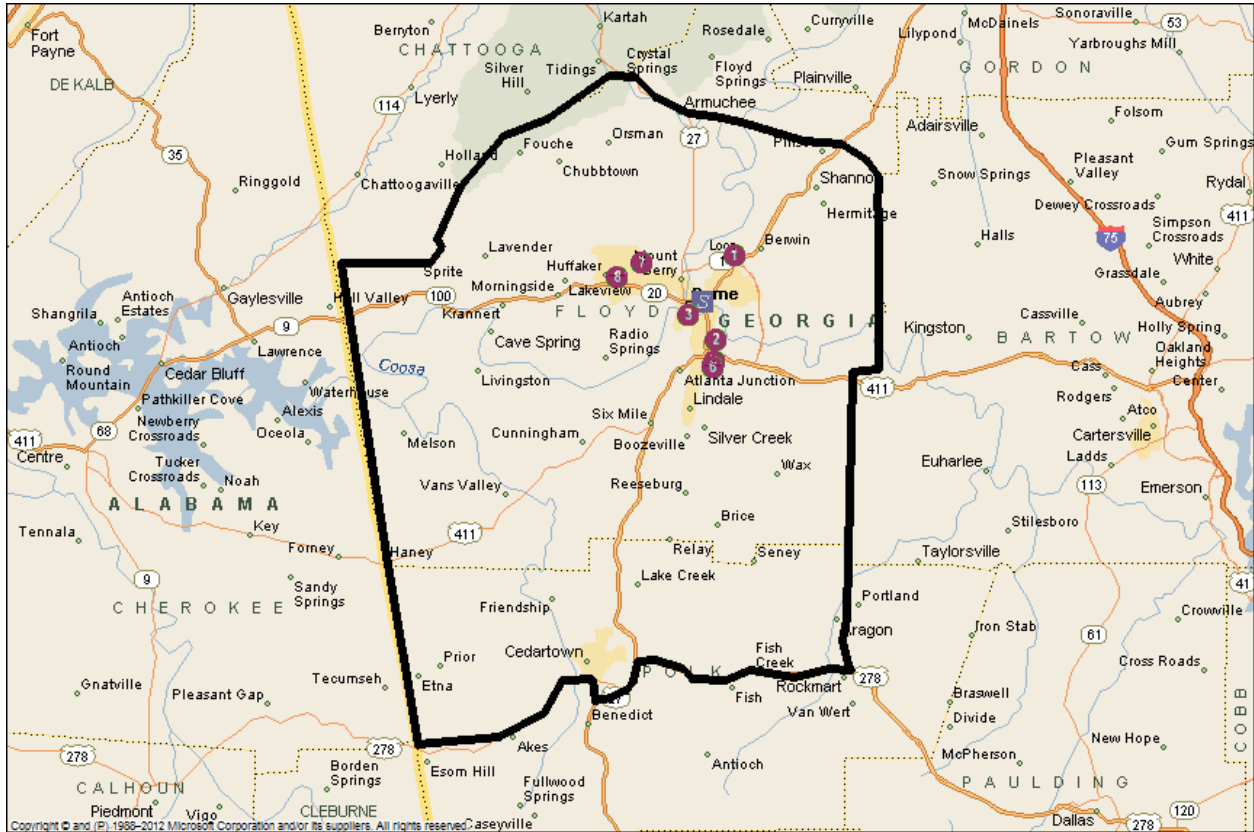 Kartah
Curryville
McDainels
Sonoraville
53
Fort
Payne
Berryton
CHATTOOGA
Rosedale
Lilypond
Yarbroughs Mill
Crystal
Springs
Tidings
Silver
Hill
Floyd
Springs
Plainville
GORDON
DE KALB
Lyerly
114
Armuchee
Folsom
Adairsville
27
Orsman
Gum Springs
35
Holland
Fouche
Chubbtown
Pleasant
Valley
Ringgold
Chattoogaville
Shanno
Snow Springs
Rydal
Dewey Crossroads
411
Hermitage
Simpson
Crossroads
75
Halls
Lavender
Berwin
1
White
Sprite
Huffaker
7
8
Grassdale
Gaylesville
100
Morningside
Lakeview
20
S
Aubrey
Antioch
Estates
Shangrila
9
Krannert
FLOYD
3
GEORGIA
Kingston
Cassville
Holly Spring
Antioch
Lawrence
Cave Spring
Radio
Springs
2
BARTOW
Oakland
Heights
Round
Mountain
Cedar Bluff
Coosa
6
Cass
Center
Waterhouse
Livingston
Atlanta Junction
411
Rodgers
Pathkiller Cove
Alexis
Lindale
Atco
Newberry
Crossroads
Oceola
Six Mile
Cartersville
68
411
Centre
Melson
Cunningham
Boozeville
Silver Creek
Ladds
Tucker
Crossroads
Noah
Wax
Euharlee
Vans Valley
Reeseburg
113
Emerson
ALABAMA
Brice
Stilesboro
Tennala
Key
411
Forney
Haney
Relay
Seney
Taylorsville
9
Sandy
Springs
Lake Creek
41
CHEROKEE
Friendship
Portland
Crowville
Aragon
Iron Stab
61
Prior
Cedartown
Fish
Creek
Cross Roads
Tecumseh
Etna
POLK
Rockmart
278
Gnatville
Pleasant Gap
27
Fish
Braswell
Benedict
Van Wert
Divide
COBB
278
278
Akes
New Hope
Borden
Springs
Esom Hill
Antioch
McPherson
CALHOUN
Fullwood
Springs
PAULDING
Piedmont
Vigo
CLEBURNE
120
Dallas
278
Caseyville
Copyright © and (P) 1988–2012 Microsoft Corporation and/or its suppliers. All rights reserved.